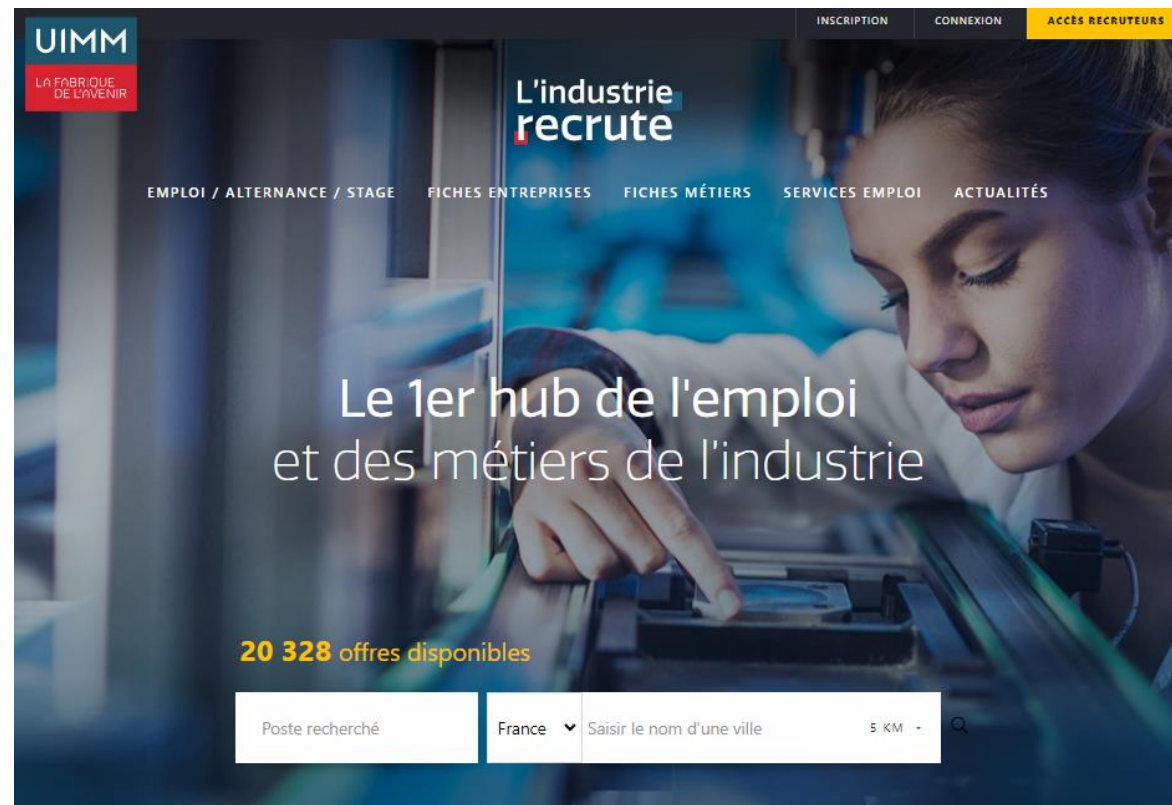 INSCRIPTION CONNEXION ACCÈS RECRUTEURS
UIMM
LA FABRIQUE
DE L'AVENIR
L'industrie
recrute
EMPLOI / ALTERNANCE / STAGE FICHES ENTREPRISES FICHES MÉTIERS SERVICES EMPLOI ACTUALITÉS
Le 1er hub de l'emploi
et des métiers de l'industrie
20 328 offres disponibles
Poste recherché France Saisir le nom d'une ville 5 KM